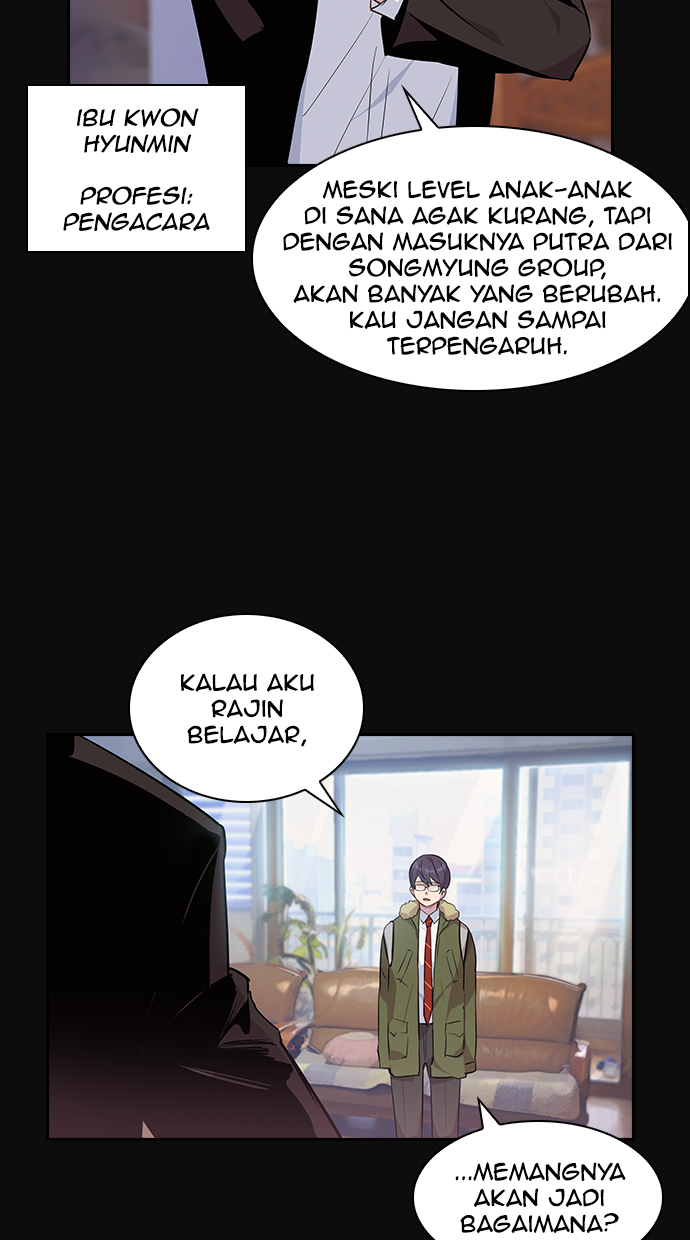 IBU KWON
HYUNMIN
PROFESI:
PENGACARA
MESKI LEVEL ANAK-ANAK
DI SANA AGAK KURANG, TAPI
DENGAN MASUKNYA PUTRA DARI
SONGMYUNG GROUP,
AKAN BANYAK YANG BERUBAH.
KAU JANGAN SAMPAI
TERPENGARUH.
KALAU AKU
RAJIN
BELAJAR,
...MEMANGNYA
AKAN JADI
BAGAIMANA?